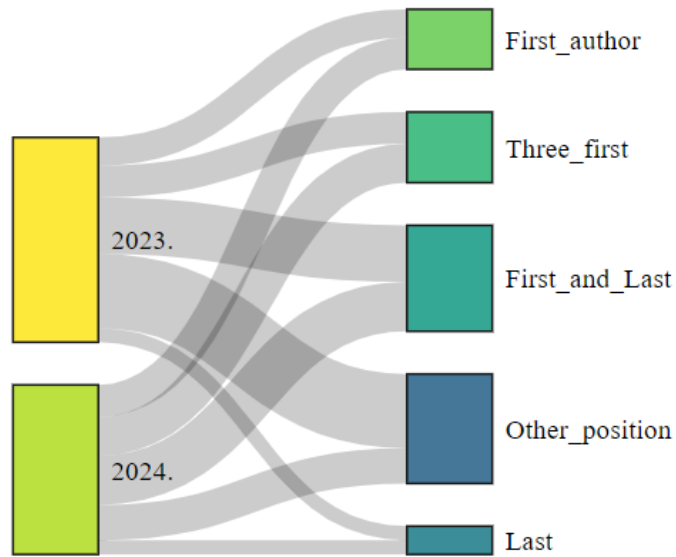 First_author
Three_first
2023.
First_and_Last
Other_position
2024.
Last